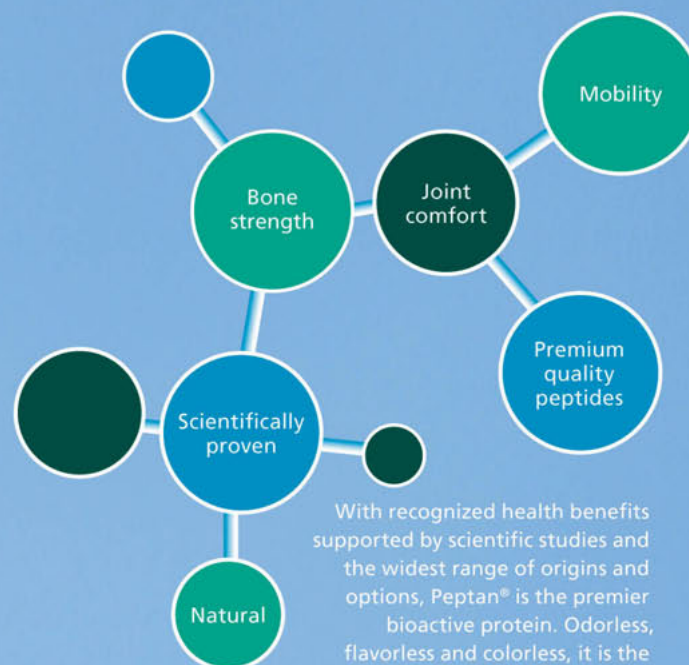 Mobility
Bone
strength
Joint
comfort
Premium
quality
peptides
Scientifically
proven
Natural
With recognized health benefits
supported by scientific studies and
the widest range of origins and
options, Peptan® is the premier
bioactive protein. Odorless,
flavorless and colorless, it is the